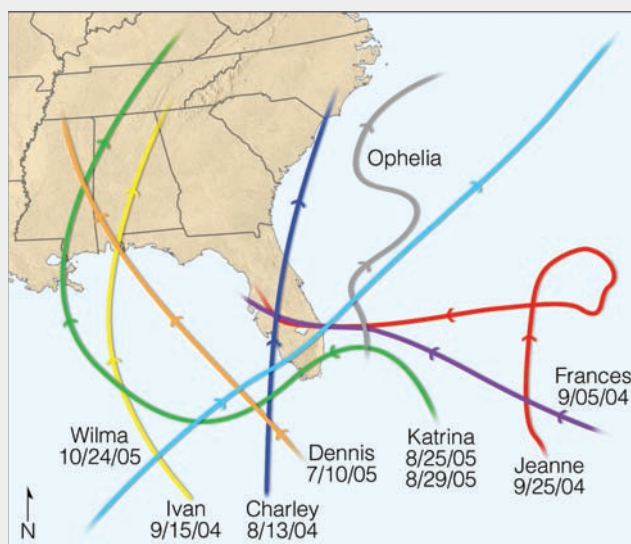 Ophelia
Frances
9/05/04
Wilma
10/24/05
Dennis
7/10/05
Katrina
8/25/05
8/29/05
Jeanne
9/25/04
Ivan
9/15/04
Charley
8/13/04
N